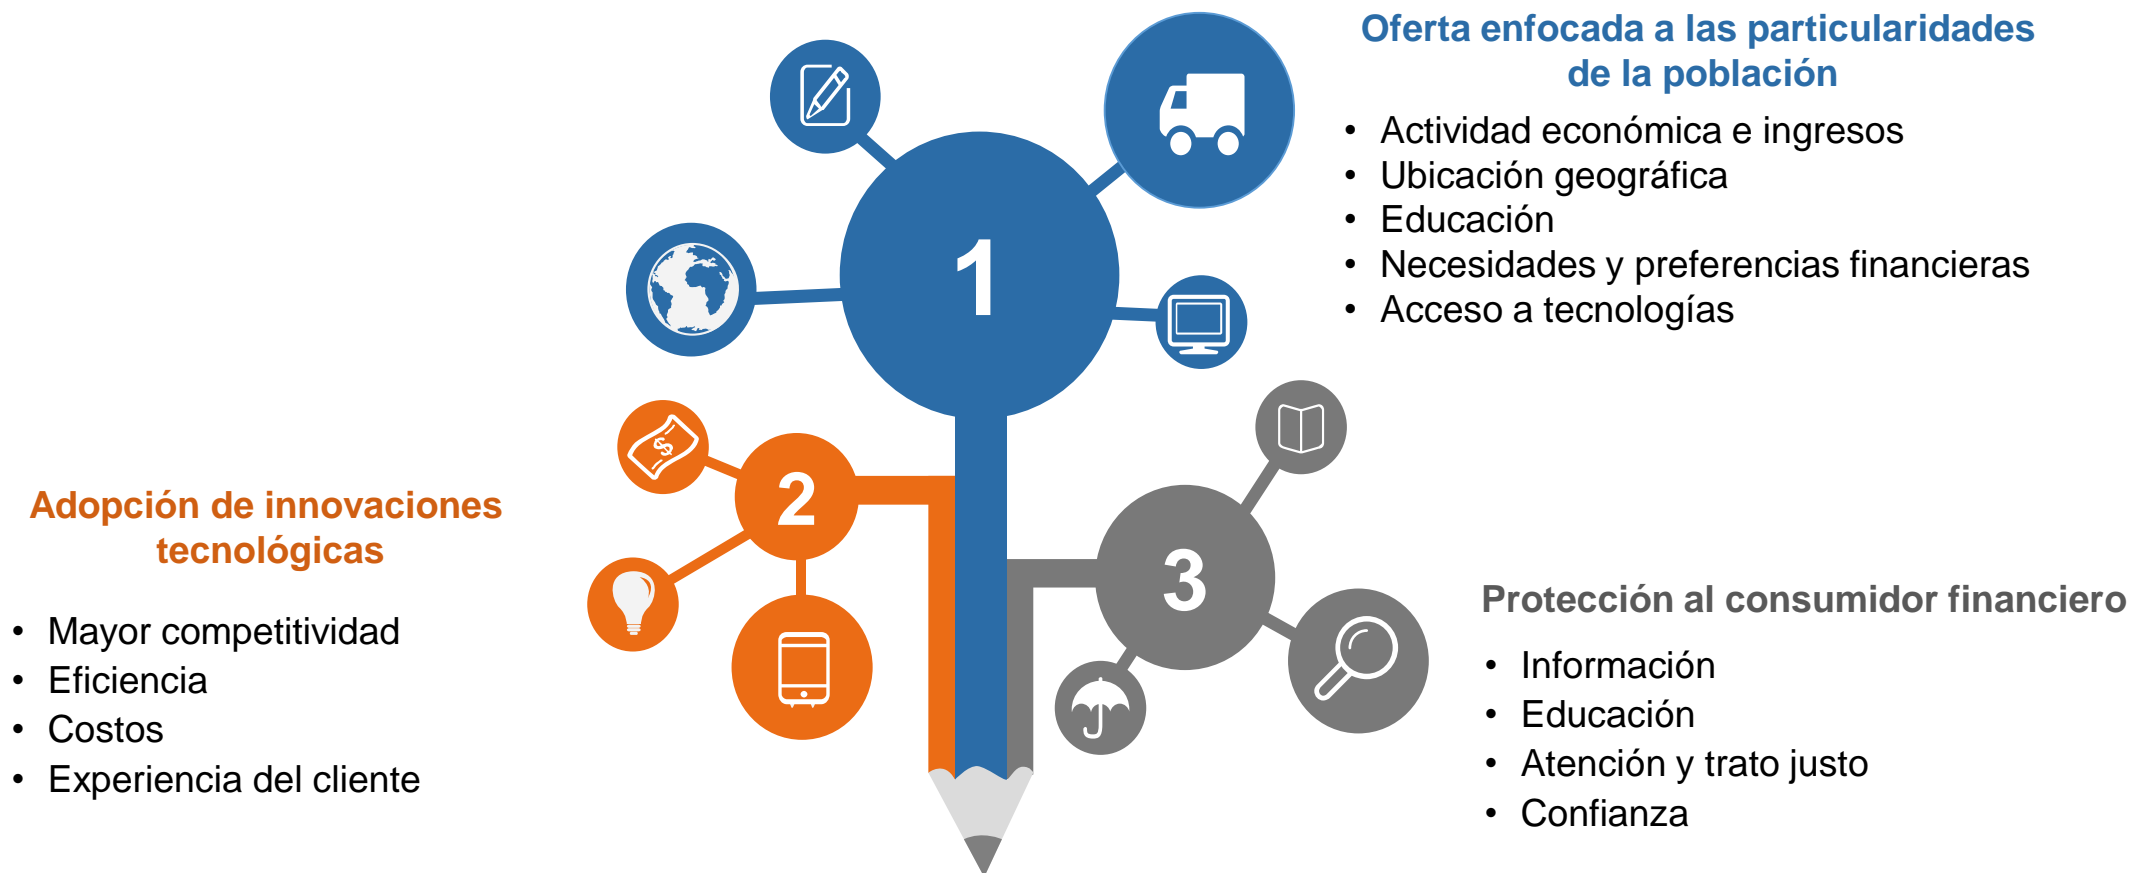 Oferta enfocada a las particularidades
de la población
• Actividad económica e ingresos
• Ubicación geográfica
• Educación
• Necesidades y preferencias financieras
• Acceso a tecnologías
1
$
2
Adopción de innovaciones
tecnológicas
• Mayor competitividad
• Eficiencia
• Costos
• Experiencia del cliente
3
Protección al consumidor financiero
• Información
• Educación
• Atención y trato justo
• Confianza